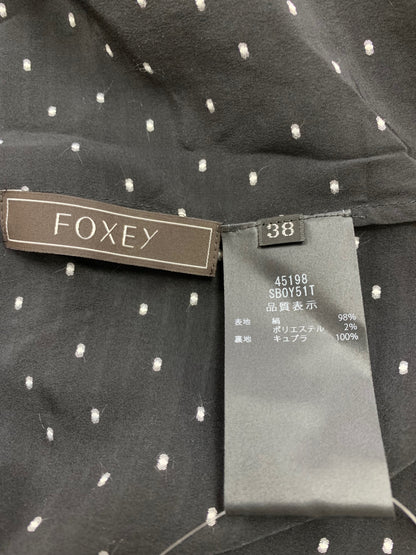 FOXEY
38
45198
SBOY51T
品質表示
表地 絹 98%
ポリエステル 2%
裏地 キュプラ 100%